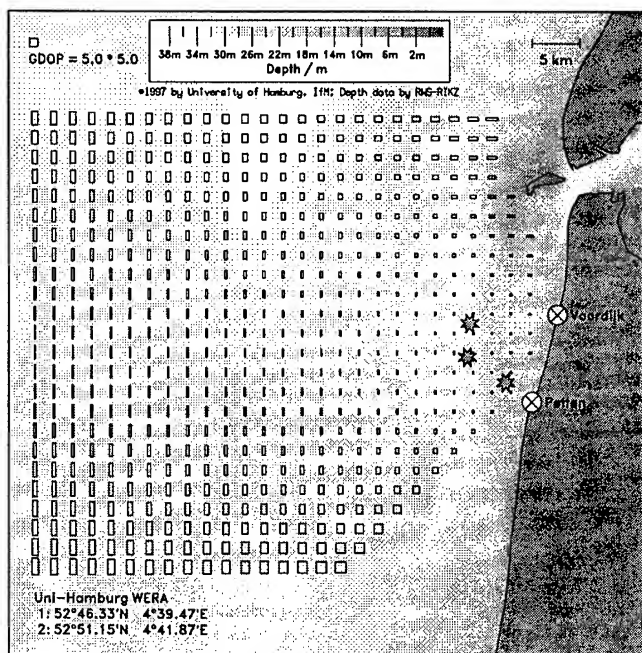 GDOP = 5.0 * 5.0
38m 34m 30m 26m 22m 18m 14m 10m 6m 2m
Depth / m
©1997 by University of Hamburg, IfM; Depth data by RWS-RIKZ
5 km
Voordijk
Petten
Uni-Hamburg WERA
1: 52°46.33'N 4°39.47'E
2: 52°51.15'N 4°41.87'E